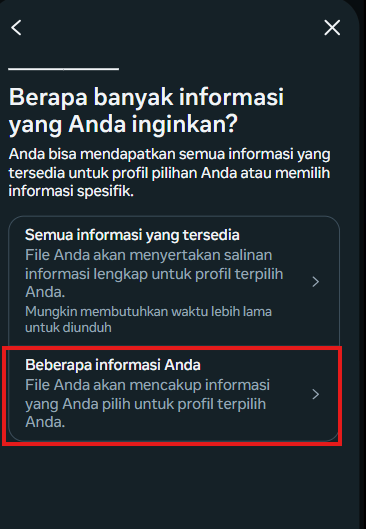 Berapa banyak informasi
yang Anda inginkan?
Anda bisa mendapatkan semua informasi yang
tersedia untuk profil pilihan Anda atau memilih
informasi spesifik.
Semua informasi yang tersedia
File Anda akan menyertakan salinan
informasi lengkap untuk profil terpilih
Anda.
Mungkin membutuhkan waktu lebih lama
untuk diunduh
Beberapa informasi Anda
File Anda akan mencakup informasi
yang Anda pilih untuk profil terpilih
Anda.